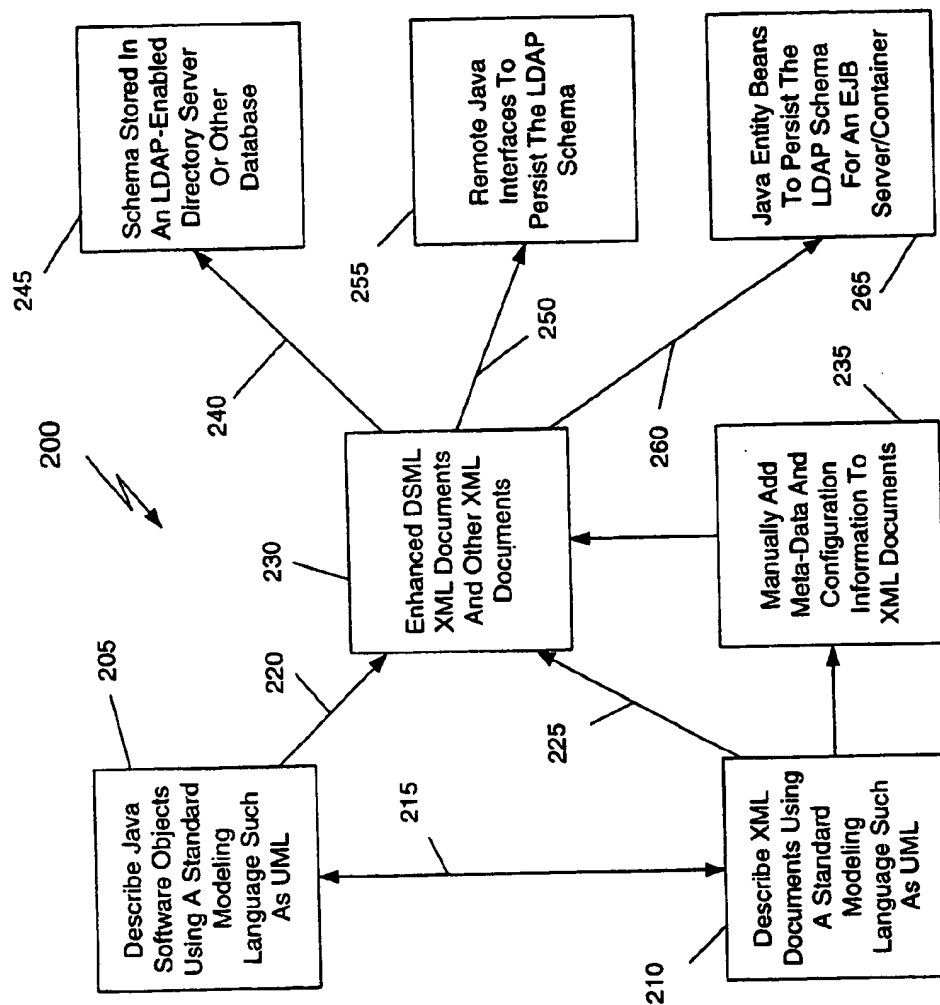 200
205
Describe Java
Software Objects
Using A Standard
Modeling
Language Such
As UML
215
220
210
Describe XML
Documents Using
A Standard
Modeling
Language Such
As UML
225
230
Enhanced DSML
XML Documents
And Other XML
Documents
235
Manually Add
Meta-Data And
Configuration
Information To
XML Documents
240
245
Schema Stored In
An LDAP-Enabled
Directory Server
Or Other
Database
250
255
Remote Java
Interfaces To
Persist The LDAP
Schema
260
265
Java Entity Beans
To Persist The
LDAP Schema
For An EJB
Server/Container